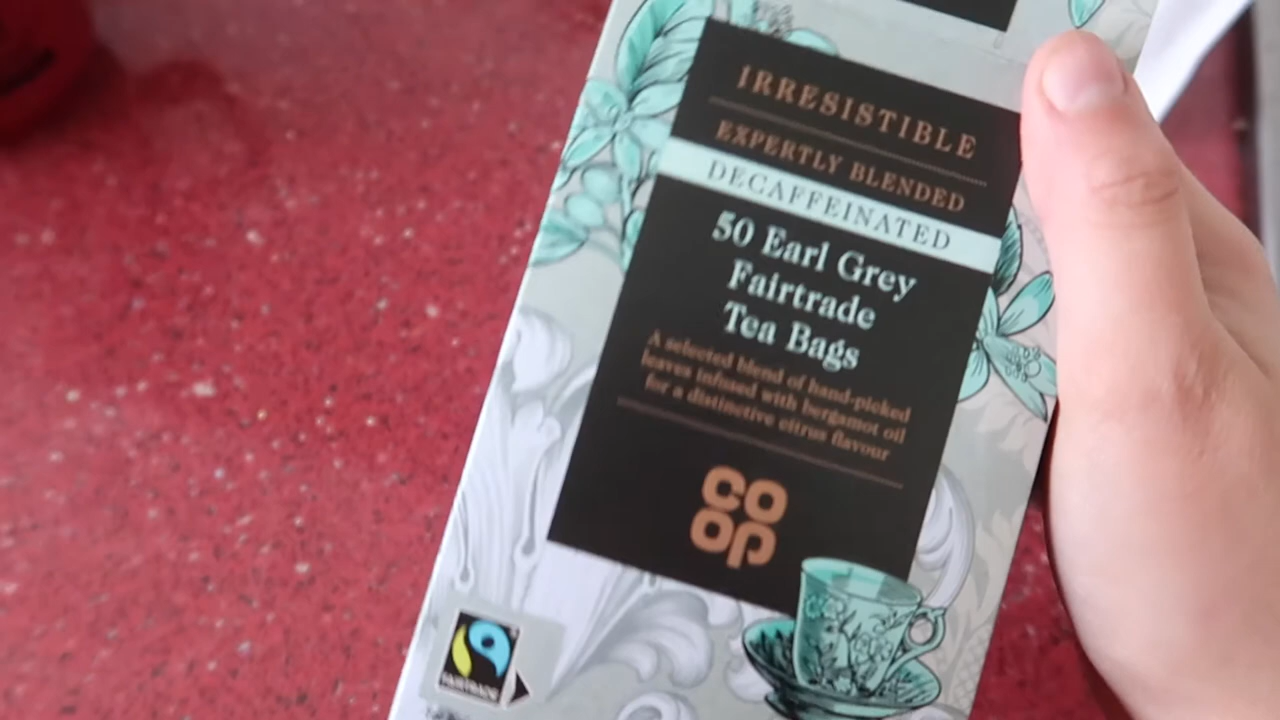 IRRESISTIBLE
EXPERTLY BLENDED
DECAFFEINATED
50 Earl Grey
Fairtrade
Tea Bags
A selected blend of hand-picked
leaves infused with bergamot oil
for a distinctive citrus flavour
CO
OP
FAIRTRADE